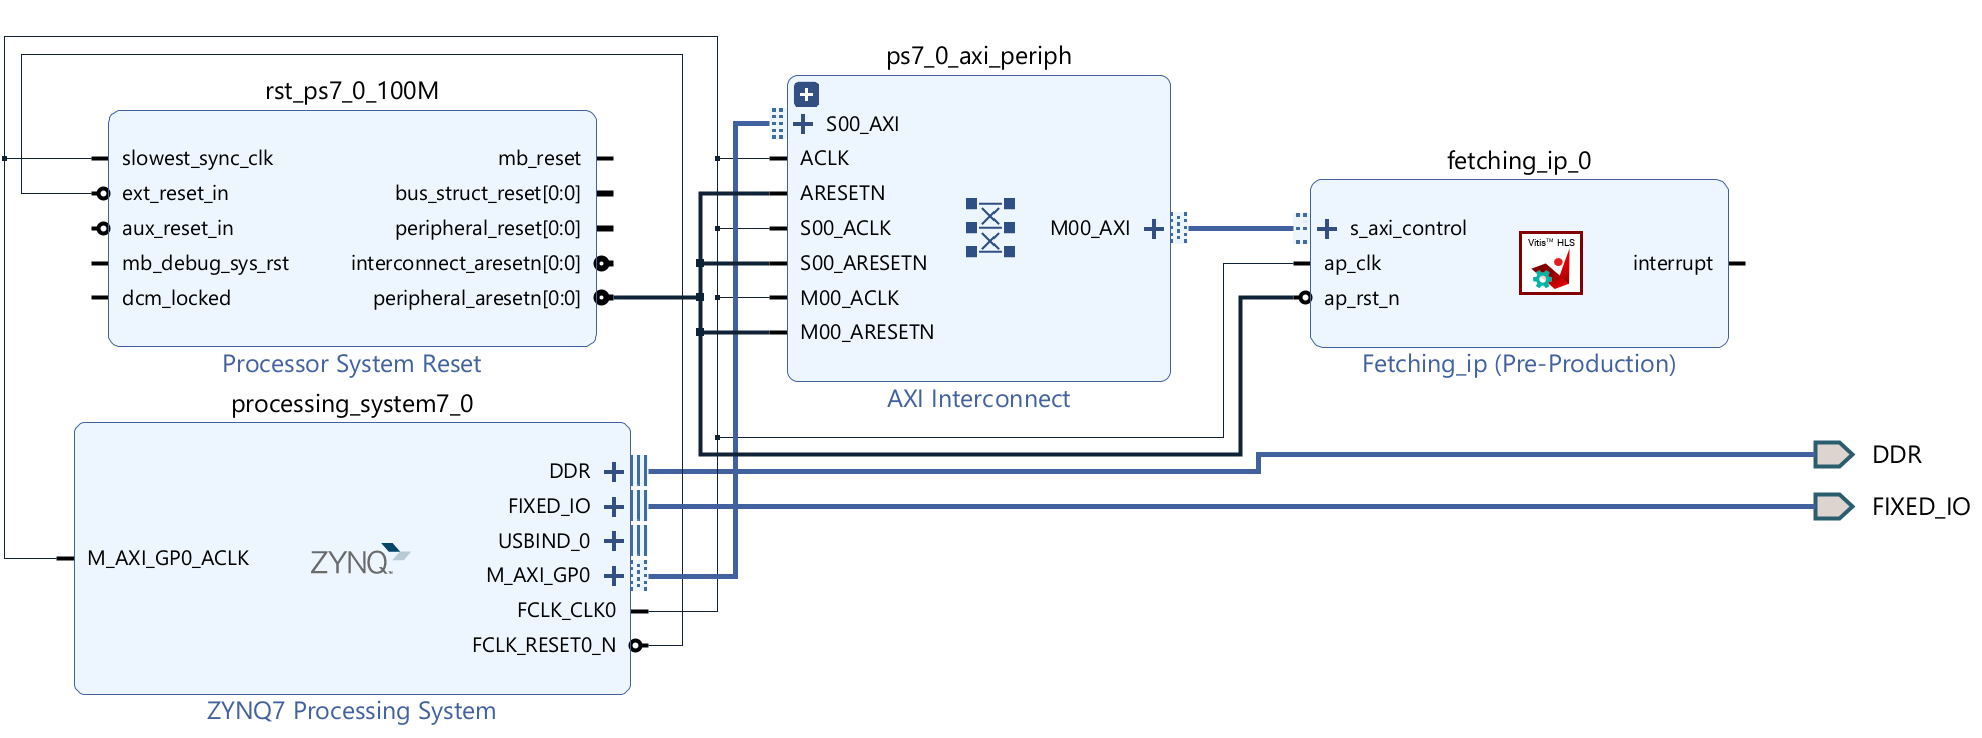 rst_ps7_0_100M
slowest_sync_clk
ext_reset_in
aux_reset_in
mb_debug_sys_rst
dcm_locked
mb_reset
bus_struct_reset[0:0]
peripheral_reset[0:0]
interconnect_aresetn[0:0]
peripheral_aresetn[0:0]
Processor System Reset
processing_system7_0
M_AXI_GP0_ACLK
ZYNQ
DDR
FIXED_IO
USBIND_0
M_AXI_GP0
FCLK_CLK0
FCLK_RESET0_N
ZYNQ7 Processing System
ps7_0_axi_periph
S00_AXI
ACLK
ARESETN
S00_ACLK
S00_ARESETN
M00_ACLK
M00_ARESETN
M00_AXI
AXI Interconnect
fetching_ip_0
s_axi_control
ap_clk
ap_rst_n
Vitis™ HLS
interrupt
Fetching_ip (Pre-Production)
DDR
FIXED_IO